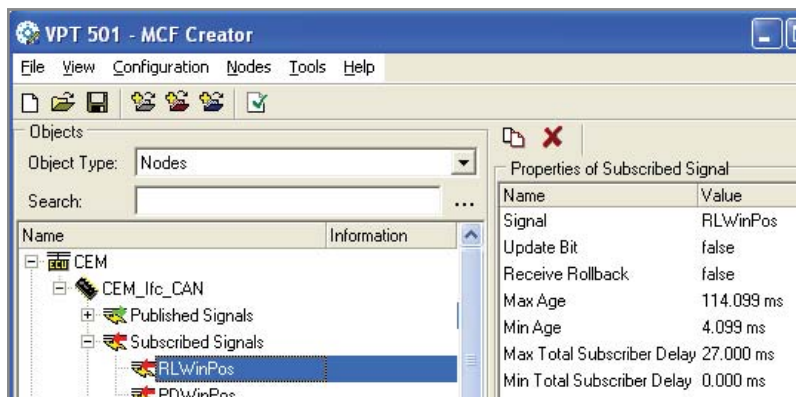 VPT 501 - MCF Creator
File View Configuration Nodes Tools Help
Objects
Object Type: Nodes
Search: ...
Name Information
CEM
CEM_Ifc_CAN
Published Signals
Subscribed Signals
RLWinPos
PDWinPos
Properties of Subscribed Signal
Name Value
Signal RLWinPos
Update Bit false
Receive Rollback false
Max Age 114.099 ms
Min Age 4.099 ms
Max Total Subscriber Delay 27.000 ms
Min Total Subscriber Delay 0.000 ms